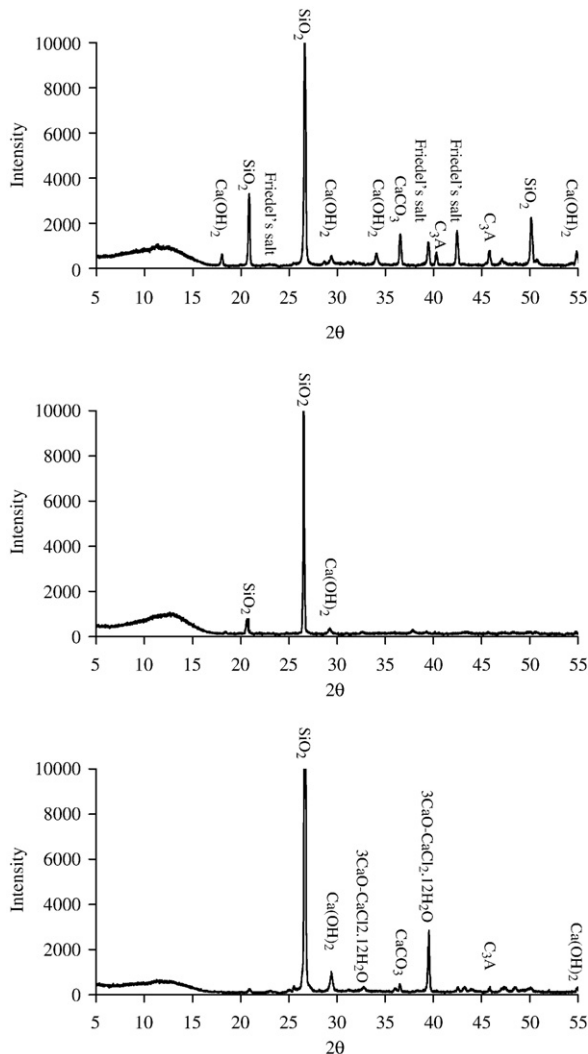 SiO2
10000
8000
6000
4000
2000
0
Intensity
Ca(OH)2
SiO2
Friedel's salt
Ca(OH)2
Ca(OH)2
CaCO3
Friedel's salt
C3A
Friedel's salt
C3A
SiO2
Ca(OH)2
5 10 15 20 25 30 35 40 45 50 55
2θ
SiO2
10000
8000
6000
4000
2000
0
Intensity
SiO2
Ca(OH)2
5 10 15 20 25 30 35 40 45 50 55
2θ
SiO2
10000
8000
6000
4000
2000
0
Intensity
Ca(OH)2
3CaO-CaCl2.12H2O
CaCO3
3CaO-CaCl2.12H2O
C3A
Ca(OH)2
5 10 15 20 25 30 35 40 45 50 55
2θ